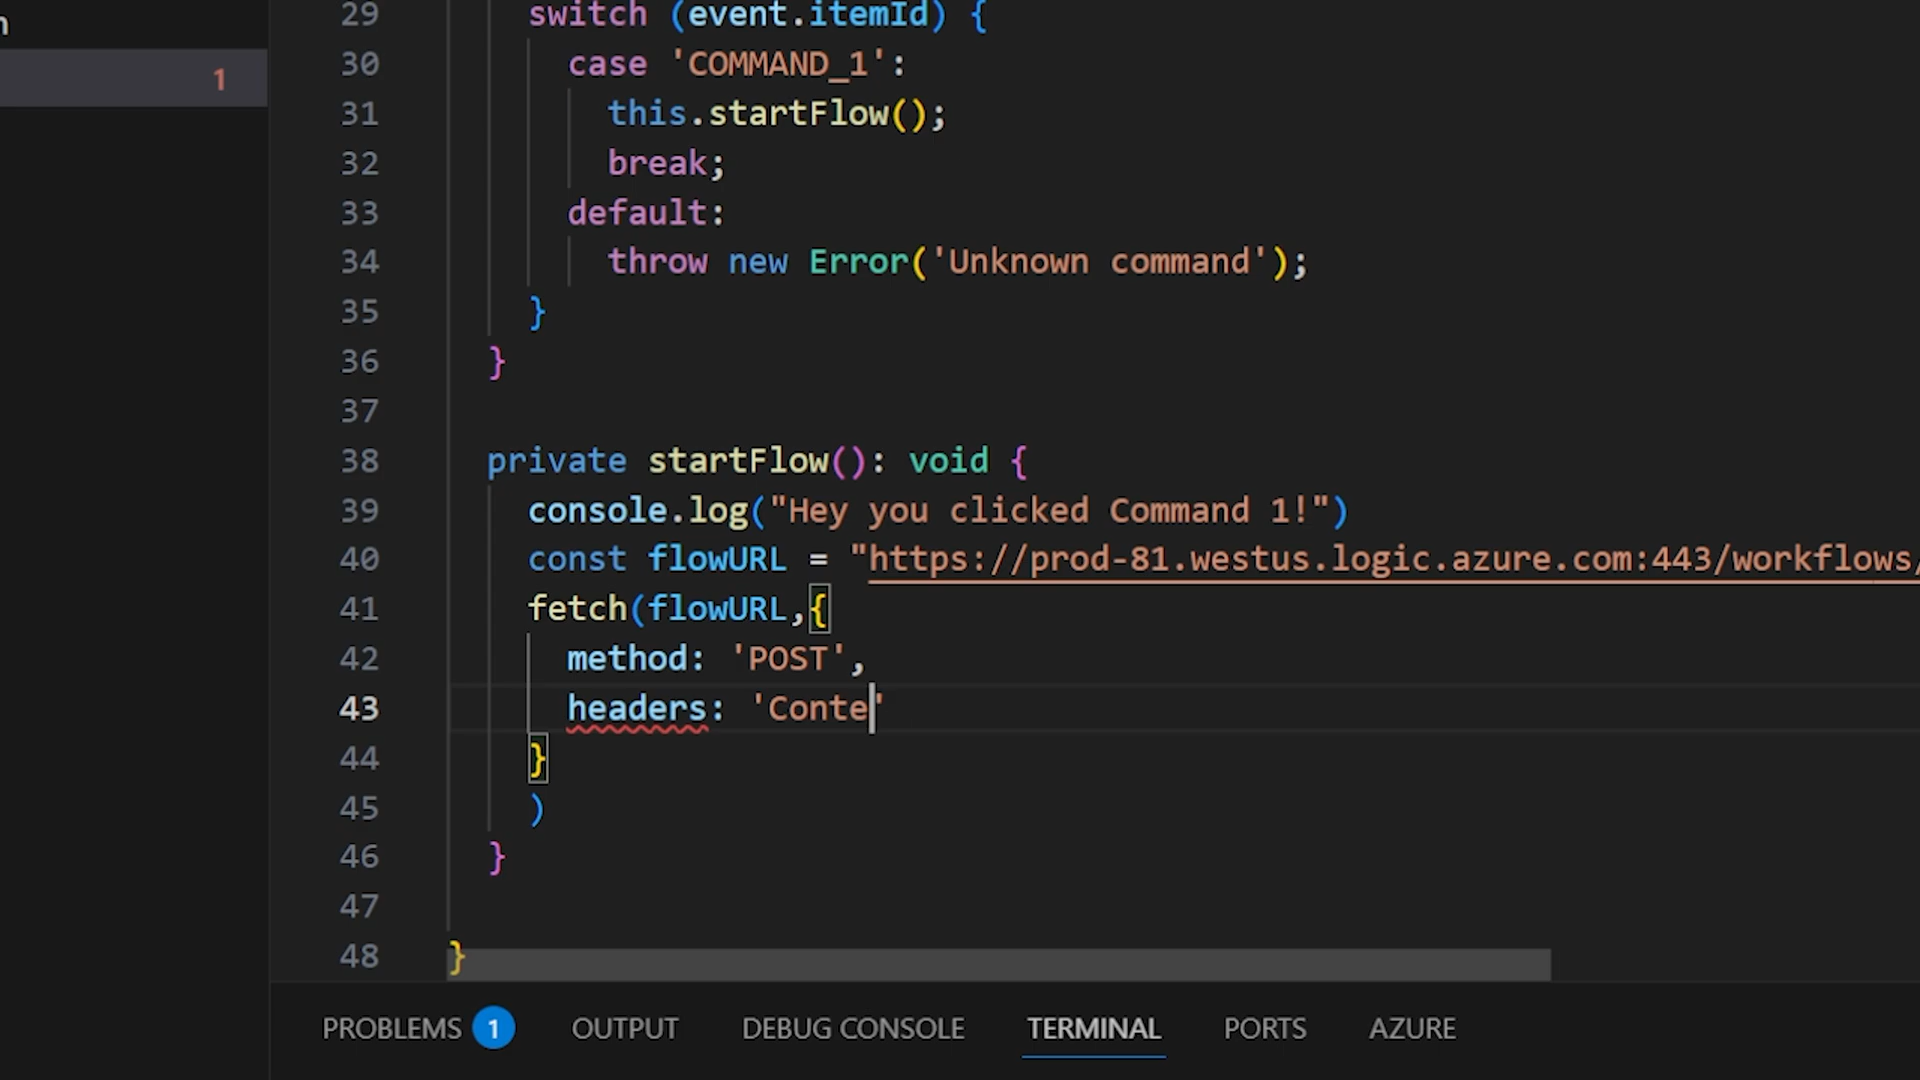 n
1
29 switch (event.itemId) {
30 case 'COMMAND_1':
31 this.startFlow();
32 break;
33 default:
34 throw new Error('Unknown command');
35 }
36 }
37
38 private startFlow(): void {
39 console.log("Hey you clicked Command 1!")
40 const flowURL = "https://prod-81.westus.logic.azure.com:443/workflows/
41 fetch(flowURL,{
42 method: 'POST',
43 headers: 'Conte'
44 }
45 )
46 }
47
48 }
PROBLEMS 1 OUTPUT DEBUG CONSOLE TERMINAL PORTS AZURE